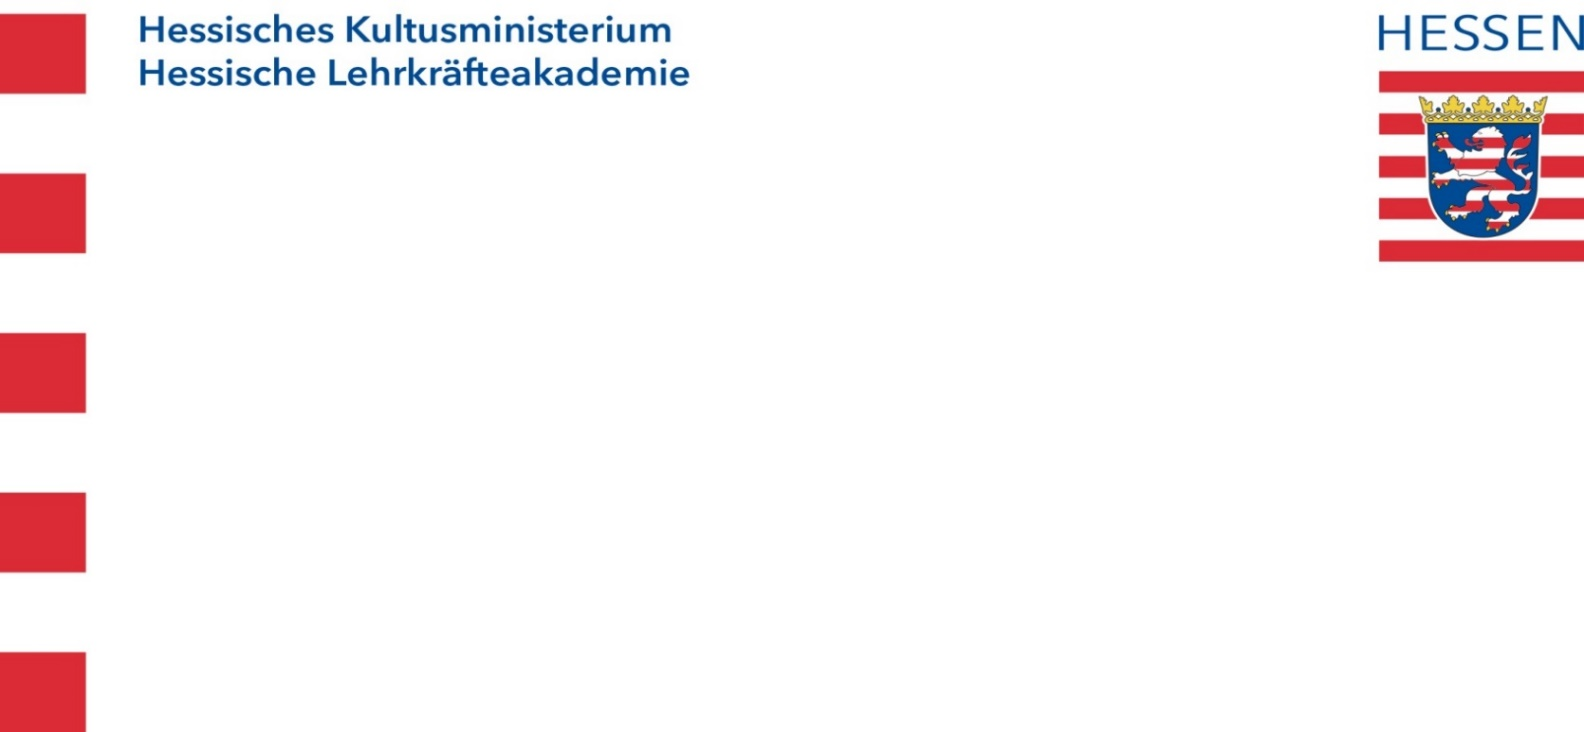 Hessisches Kultusministerium
Hessische Lehrkräfteakademie
HESSEN